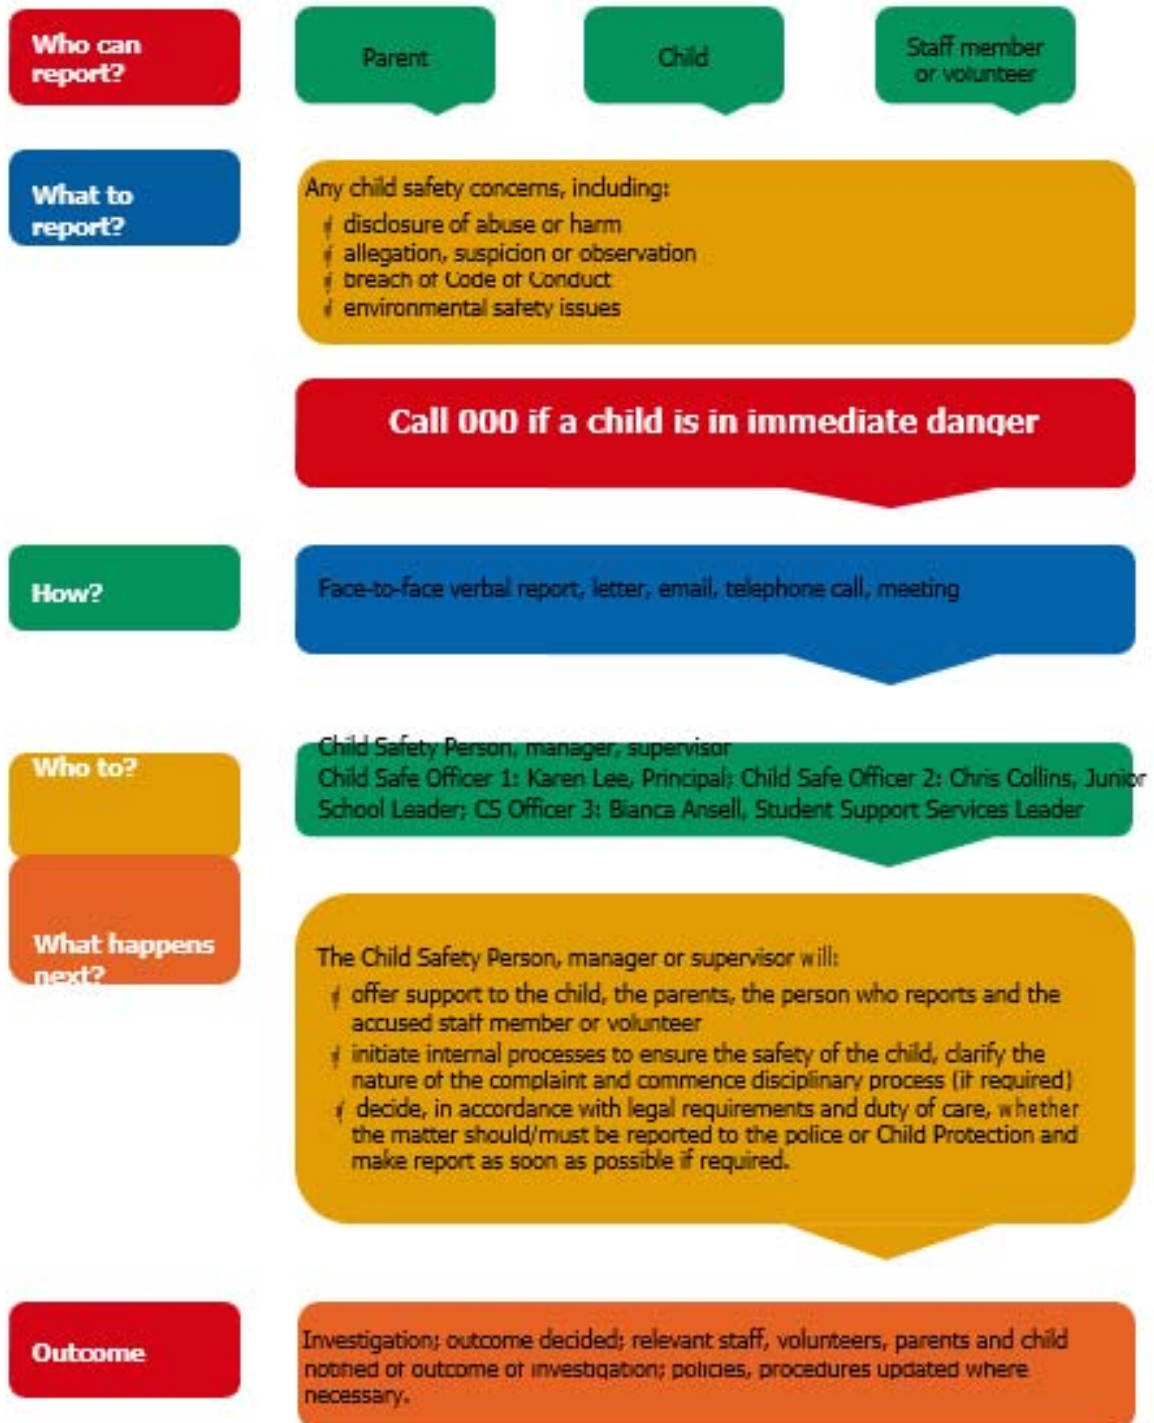 Who can
report?
Parent
Child
Staff member
or volunteer
What to
report?
Any child safety concerns, including:
disclosure of abuse or harm
allegation, suspicion or observation
breach of Code of Conduct
environmental safety issues
Call 000 if a child is in immediate danger
How?
Face-to-face verbal report, letter, email, telephone call, meeting
Who to?
Child Safety Person, manager, supervisor
Child Safe Officer 1: Karen Lee, Principal; Child Safe Officer 2: Chris Collins, Junior
School Leader; CS Officer 3: Bianca Ansell, Student Support Services Leader
What happens
next?
The Child Safety Person, manager or supervisor will:
offer support to the child, the parents, the person who reports and the
accused staff member or volunteer
initiate internal processes to ensure the safety of the child, clarify the
nature of the complaint and commence disciplinary process (if required)
decide, in accordance with legal requirements and duty of care, whether
the matter should/must be reported to the police or Child Protection and
make report as soon as possible if required.
Outcome
Investigation; outcome decided; relevant staff, volunteers, parents and child
notified of outcome of investigation; policies, procedures updated where
necessary.